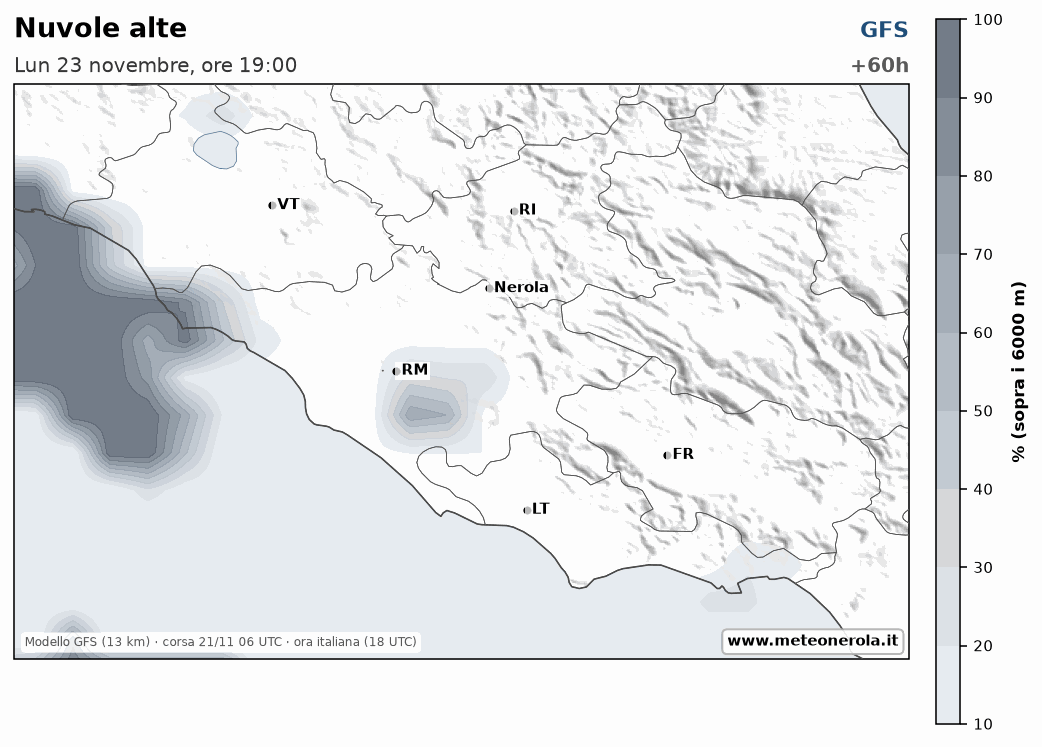 Nuvole alte
GFS
Lun 23 novembre, ore 19:00
+60h
VT
RI
Nerola
RM
FR
LT
Modello GFS (13 km) · corsa 21/11 06 UTC · ora italiana (18 UTC)
www.meteonerola.it
100
90
80
70
60
50
40
30
20
10
% (sopra i 6000 m)